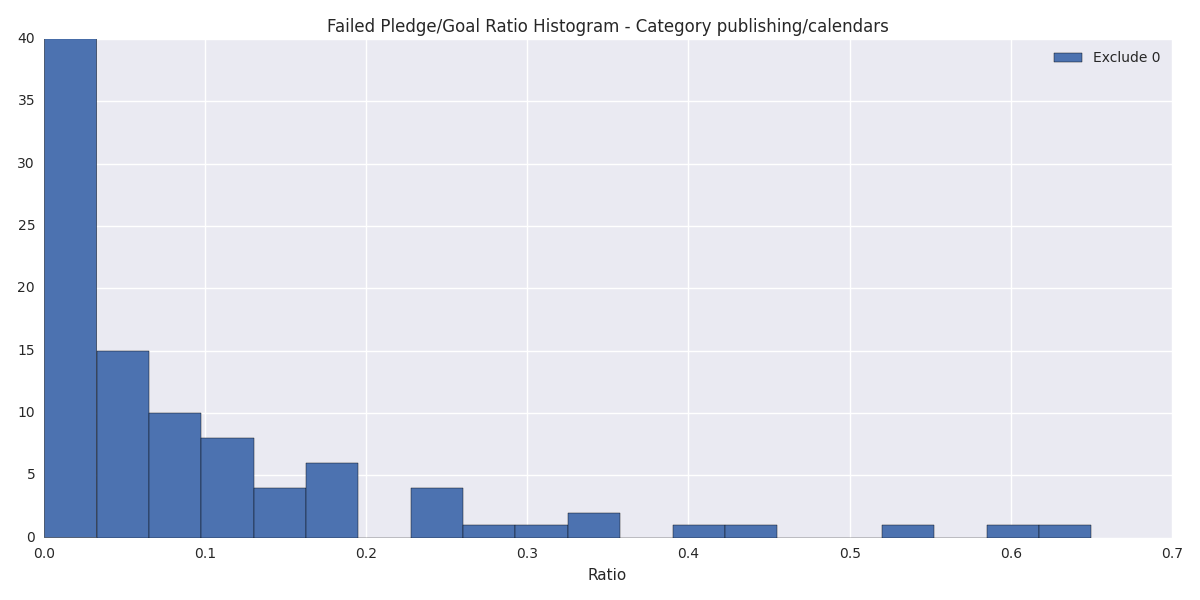 Failed Pledge/Goal Ratio Histogram - Category publishing/calendars
Exclude 0
40
35
30
25
20
15
10
5
0
0.0 0.1 0.2 0.3 0.4 0.5 0.6 0.7
Ratio